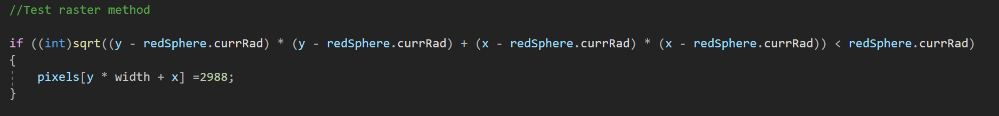 //Test raster method
if ((int)sqrt((y - redSphere.currRad) * (y - redSphere.currRad) + (x - redSphere.currRad) * (x - redSphere.currRad)) < redSphere.currRad)
{
pixels[y * width + x] =2988;
}